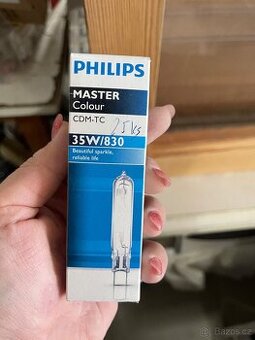 PHILIPS
MASTER
Colour
CDM-TC
25 ks
35W/830
Beautiful sparkle,
reliable life
Bazos.cz